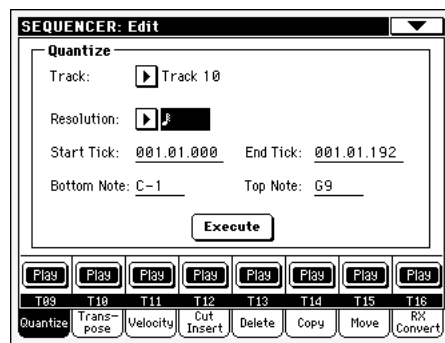 SEQUENCER: Edit
Quantize
Track: Track 10
Resolution:
Start Tick: 001.01.000 End Tick: 001.01.192
Bottom Note: C-1 Top Note: G9
Execute
Play Play Play Play Play Play Play Play
T09 T10 T11 T12 T13 T14 T15 T16
Quantize Trans-pose Velocity Cut Insert Delete Copy Move RX Convert